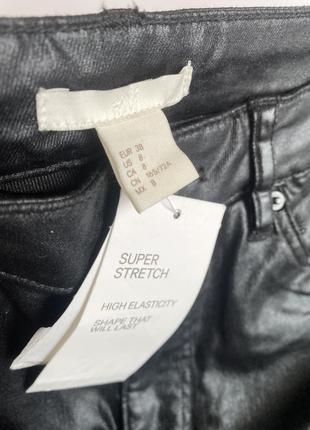 H&M
EUR 38
US 8
CA 8
CN 165/72A
MX 8
SUPER
STRETCH
HIGH ELASTICITY
SHAPE THAT
WILL LAST